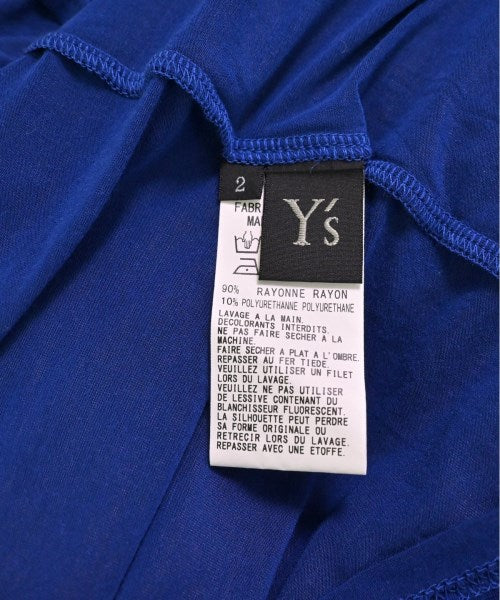 2
Y's
FABR
MA
90% RAYONNE RAYON
10% POLYURETHANNE POLYURETHANE
LAVAGE A LA MAIN.
DECOLORANTS INTERDITS.
NE PAS FAIRE SECHER A LA
MACHINE.
FAIRE SECHER A PLAT A L'OMBRE.
REPASSER AU FER TIEDE.
VEUILLEZ UTILISER UN FILET
LORS DU LAVAGE.
VEUILLEZ NE PAS UTILISER
DE LESSIVE CONTENANT DU
BLANCHISSEUR FLUORESCENT.
LA SILHOUETTE PEUT PERDRE
SA FORME ORIGINALE OU
RETRECIR LORS DU LAVAGE.
REPASSER AVEC UNE ETOFFE.